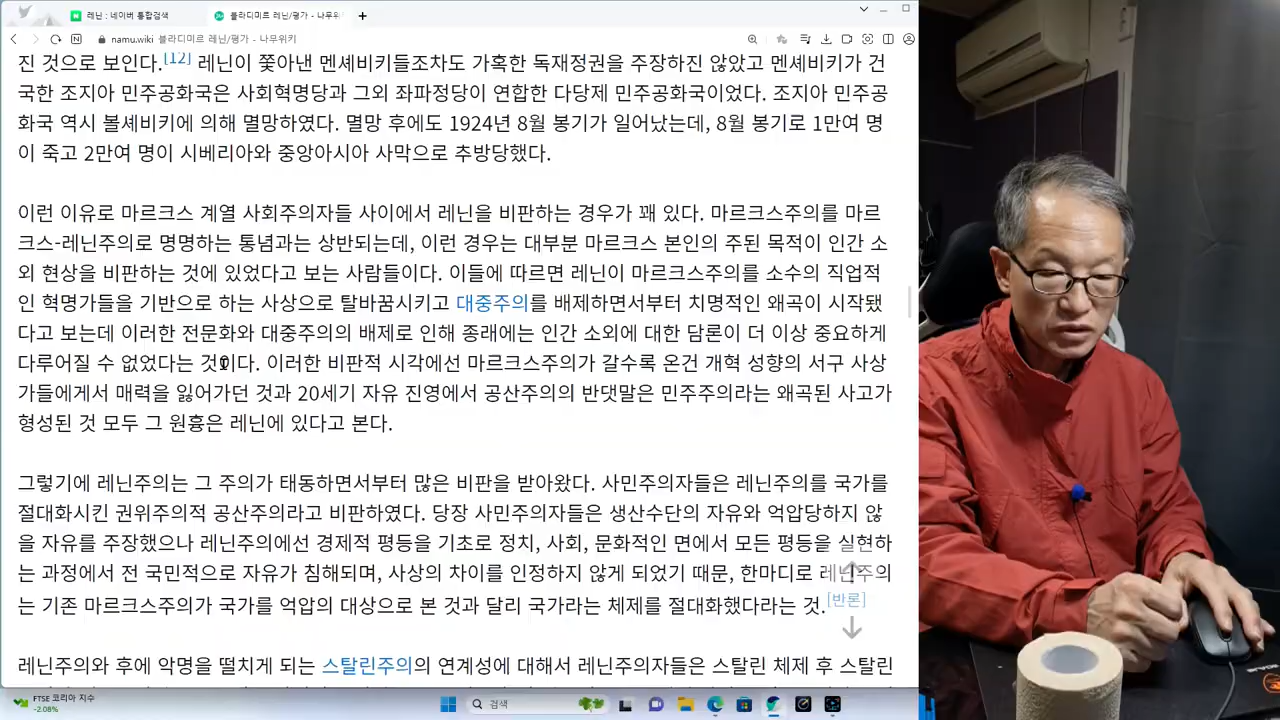 레닌 : 네이버 통합검색
블라디미르 레닌/평가 - 나무위키
namu.wiki 블라디미르 레닌/평가 - 나무위키
진 것으로 보인다.[12] 레닌이 쫓아낸 멘셰비키들조차도 가혹한 독재정권을 주장하진 않았고 멘셰비키가 건
국한 조지아 민주공화국은 사회혁명당과 그외 좌파정당이 연합한 다당제 민주공화국이었다. 조지아 민주공
화국 역시 볼셰비키에 의해 멸망하였다. 멸망 후에도 1924년 8월 봉기가 일어났는데, 8월 봉기로 1만여 명
이 죽고 2만여 명이 시베리아와 중앙아시아 사막으로 추방당했다.
이런 이유로 마르크스 계열 사회주의자들 사이에서 레닌을 비판하는 경우가 꽤 있다. 마르크스주의를 마르
크스-레닌주의로 명명하는 통념과는 상반되는데, 이런 경우는 대부분 마르크스 본인의 주된 목적이 인간 소
외 현상을 비판하는 것에 있었다고 보는 사람들이다. 이들에 따르면 레닌이 마르크스주의를 소수의 직업적
인 혁명가들을 기반으로 하는 사상으로 탈바꿈시키고 대중주의를 배제하면서부터 치명적인 왜곡이 시작됐
다고 보는데 이러한 전문화와 대중주의의 배제로 인해 종래에는 인간 소외에 대한 담론이 더 이상 중요하게
다루어질 수 없었다는 것이다. 이러한 비판적 시각에선 마르크스주의가 갈수록 온건 개혁 성향의 서구 사상
가들에게서 매력을 잃어가던 것과 20세기 자유 진영에서 공산주의의 반댓말은 민주주의라는 왜곡된 사고가
형성된 것 모두 그 원흉은 레닌에 있다고 본다.
그렇기에 레닌주의는 그 주의가 태동하면서부터 많은 비판을 받아왔다. 사민주의자들은 레닌주의를 국가를
절대화시킨 권위주의적 공산주의라고 비판하였다. 당장 사민주의자들은 생산수단의 자유와 억압당하지 않
을 자유를 주장했으나 레닌주의에선 경제적 평등을 기초로 정치, 사회, 문화적인 면에서 모든 평등을 실현하
는 과정에서 전 국민적으로 자유가 침해되며, 사상의 차이를 인정하지 않게 되었기 때문, 한마디로 레닌주의
는 기존 마르크스주의가 국가를 억압의 대상으로 본 것과 달리 국가라는 체제를 절대화했다라는 것.[반론]
레닌주의와 후에 악명을 떨치게 되는 스탈린주의의 연계성에 대해서 레닌주의자들은 스탈린 체제 후 스탈린
FTSE 코리아 지수
-2.08%
검색